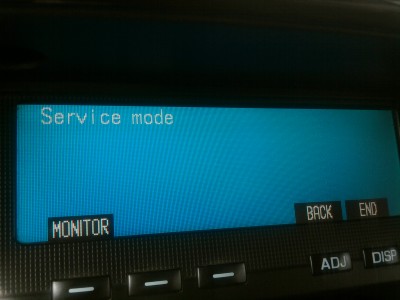 Service mode
BACK END
MONITOR
ADJ DISP